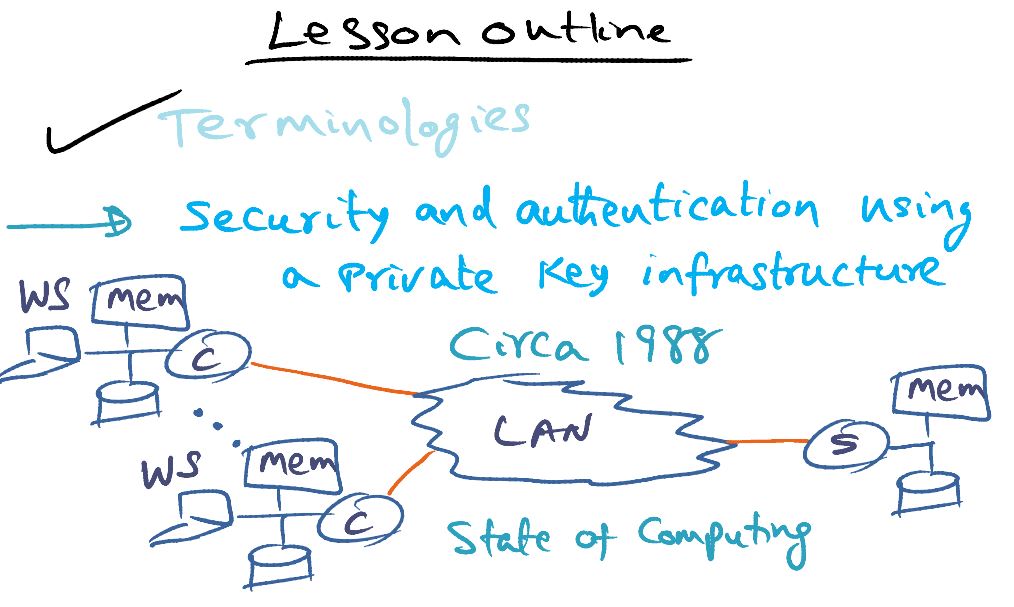 Lesson outline
Terminologies
Security and authentication using
a Private Key infrastructure
WS mem
C
Circa 1988
mem
LAN
S
WS mem
C
State of Computing